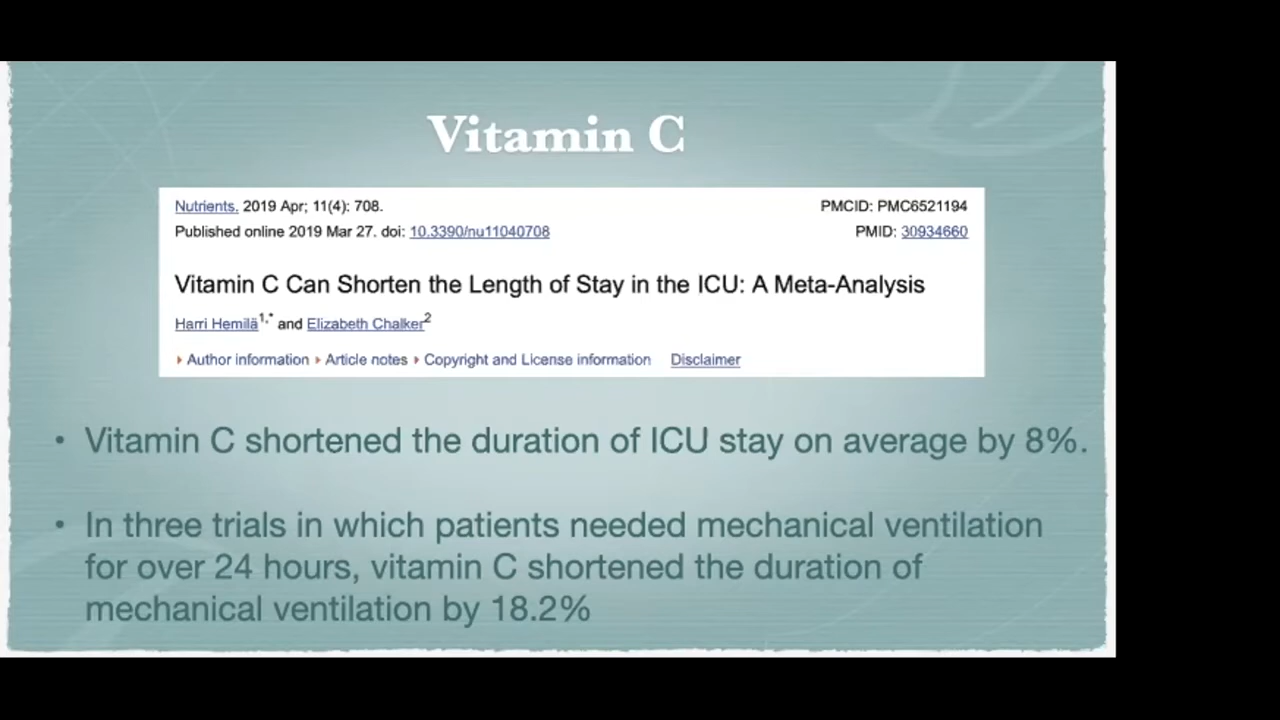 Vitamin C
Nutrients. 2019 Apr; 11(4): 708.
PMCID: PMC6521194
Published online 2019 Mar 27. doi: 10.3390/nu11040708
PMID: 30934660
Vitamin C Can Shorten the Length of Stay in the ICU: A Meta-Analysis
Harri Hemilä1,* and Elizabeth Chalker2
Author information Article notes Copyright and License information Disclaimer
• Vitamin C shortened the duration of ICU stay on average by 8%.
• In three trials in which patients needed mechanical ventilation
for over 24 hours, vitamin C shortened the duration of
mechanical ventilation by 18.2%